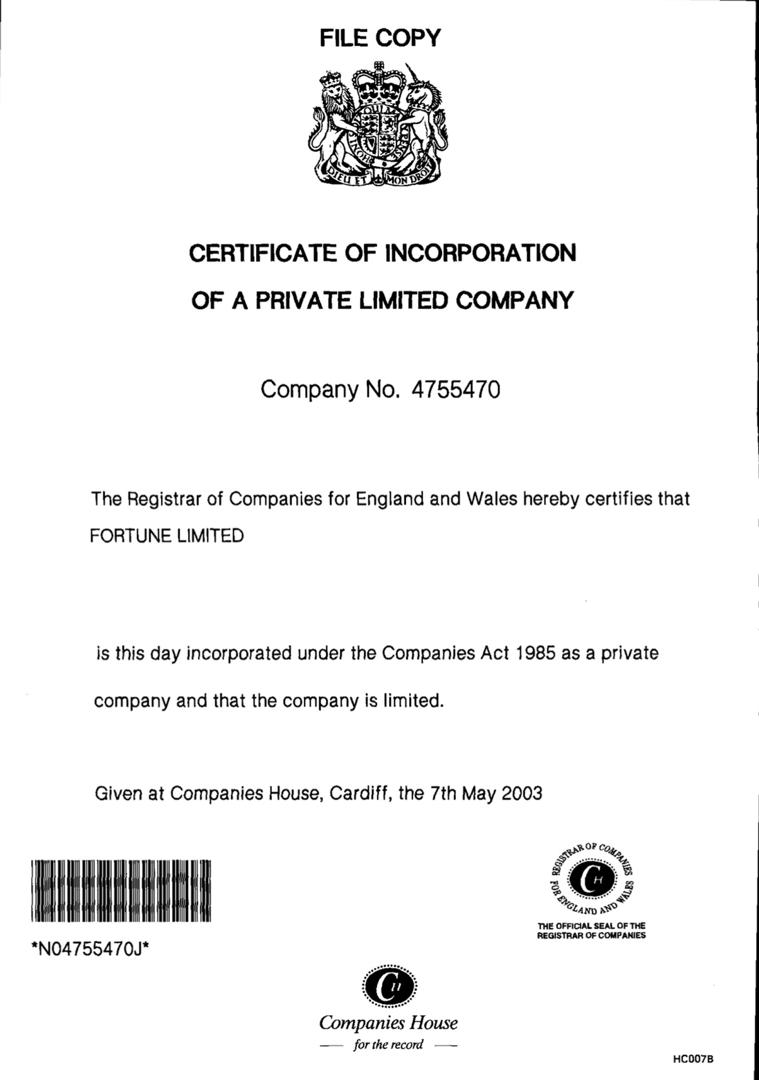 FILE COPY
DIEU ET MON DROIT
CERTIFICATE OF INCORPORATION
OF A PRIVATE LIMITED COMPANY
Company No. 4755470
The Registrar of Companies for England and Wales hereby certifies that
FORTUNE LIMITED
is this day incorporated under the Companies Act 1985 as a private
company and that the company is limited.
Given at Companies House, Cardiff, the 7th May 2003
*N04755470J*
REGISTRAR OF COMPANIES
FOR ENGLAND AND WALES
CH
THE OFFICIAL SEAL OF THE
REGISTRAR OF COMPANIES
CH
Companies House
for the record
HC007B